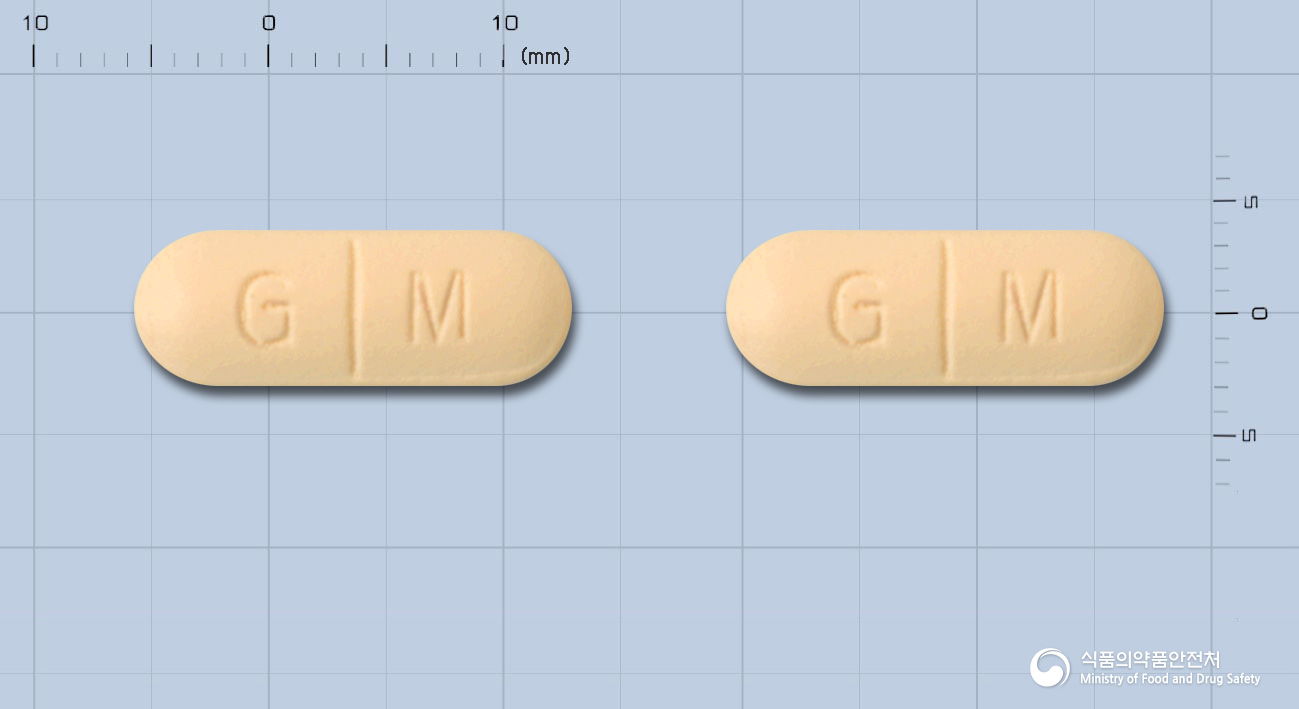 10 0 10
(mm)
G M G M
5
0
5
식품의약품안전처
Ministry of Food and Drug Safety